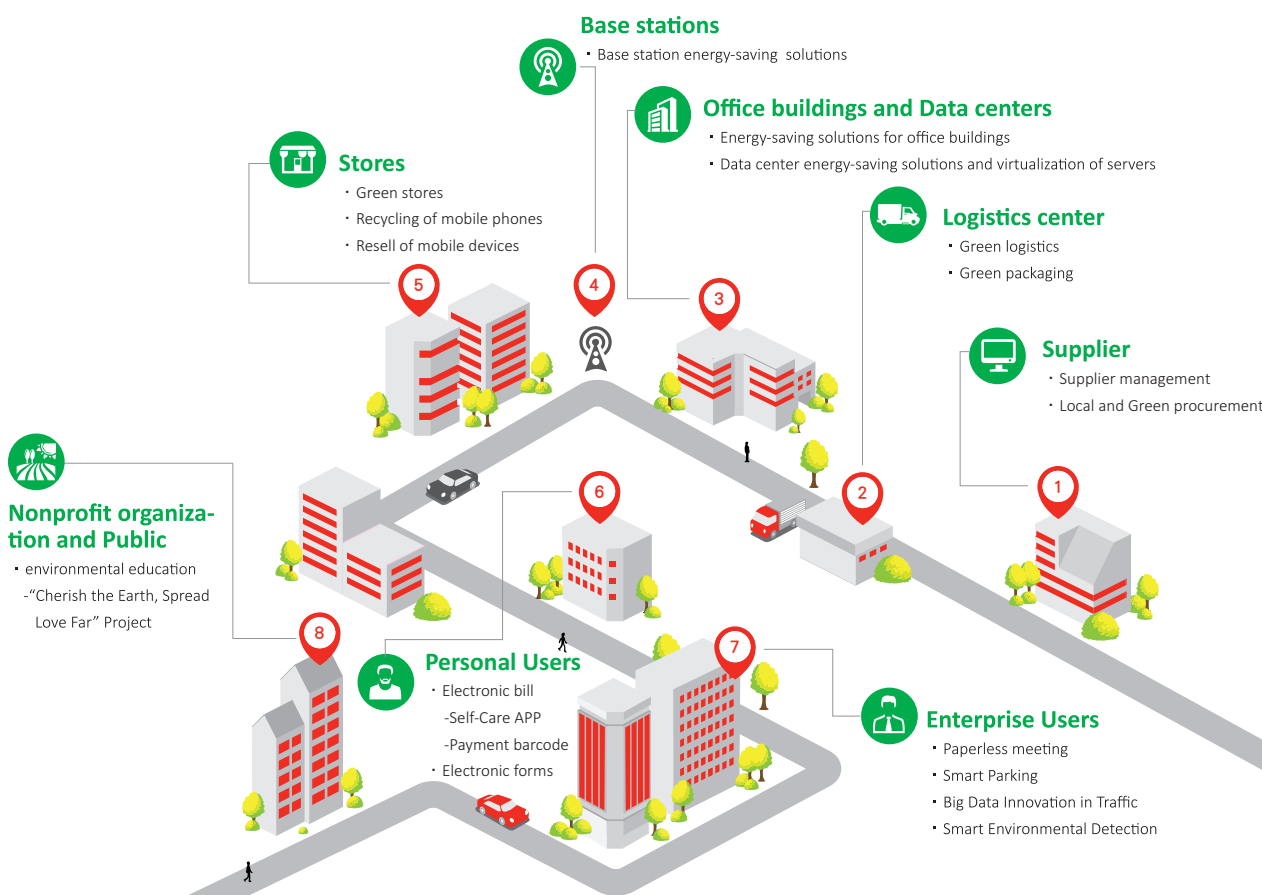 Base stations
· Base station energy-saving solutions
Office buildings and Data centers
· Energy-saving solutions for office buildings
· Data center energy-saving solutions and virtualization of servers
Stores
· Green stores
· Recycling of mobile phones
· Resell of mobile devices
Logistics center
· Green logistics
· Green packaging
Supplier
· Supplier management
· Local and Green procurement
5
4
3
2
1
6
Nonprofit organiza-
tion and Public
· environmental education
-“Cherish the Earth, Spread
Love Far” Project
8
7
Personal Users
· Electronic bill
-Self-Care APP
-Payment barcode
· Electronic forms
Enterprise Users
· Paperless meeting
· Smart Parking
· Big Data Innovation in Traffic
· Smart Environmental Detection